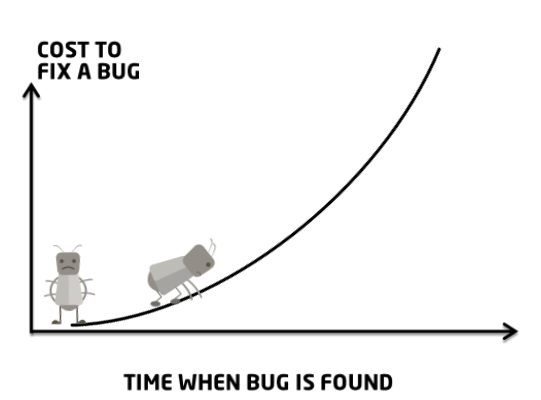 COST TO
FIX A BUG
TIME WHEN BUG IS FOUND